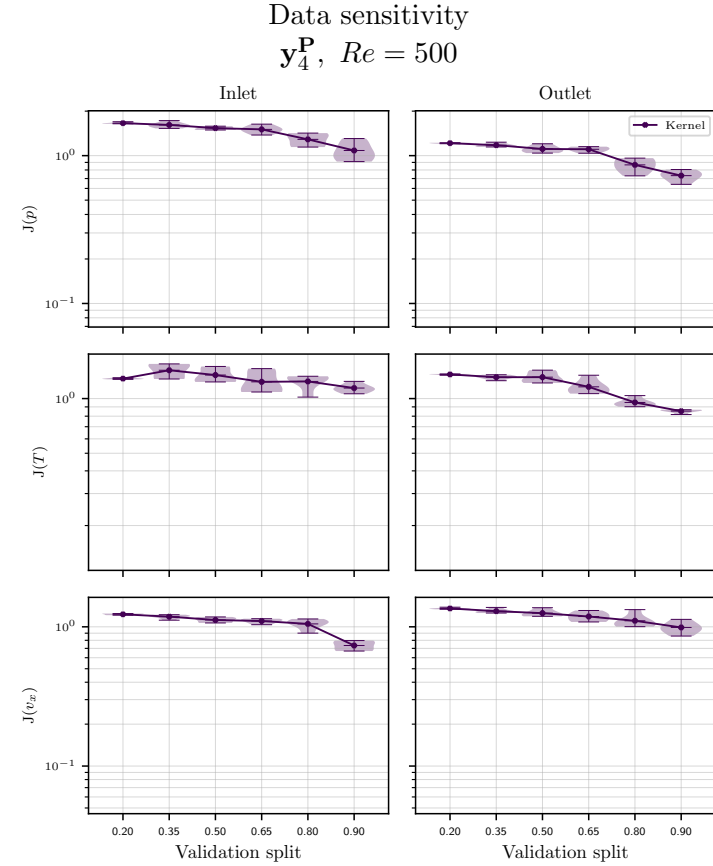 Data sensitivity
y₄ᴾ, Re = 500
Inlet
Outlet
Kernel
10⁰
10⁻¹
J(p)
10⁰
J(T)
10⁰
10⁻¹
J(vₓ)
0.20 0.35 0.50 0.65 0.80 0.90
0.20 0.35 0.50 0.65 0.80 0.90
Validation split
Validation split